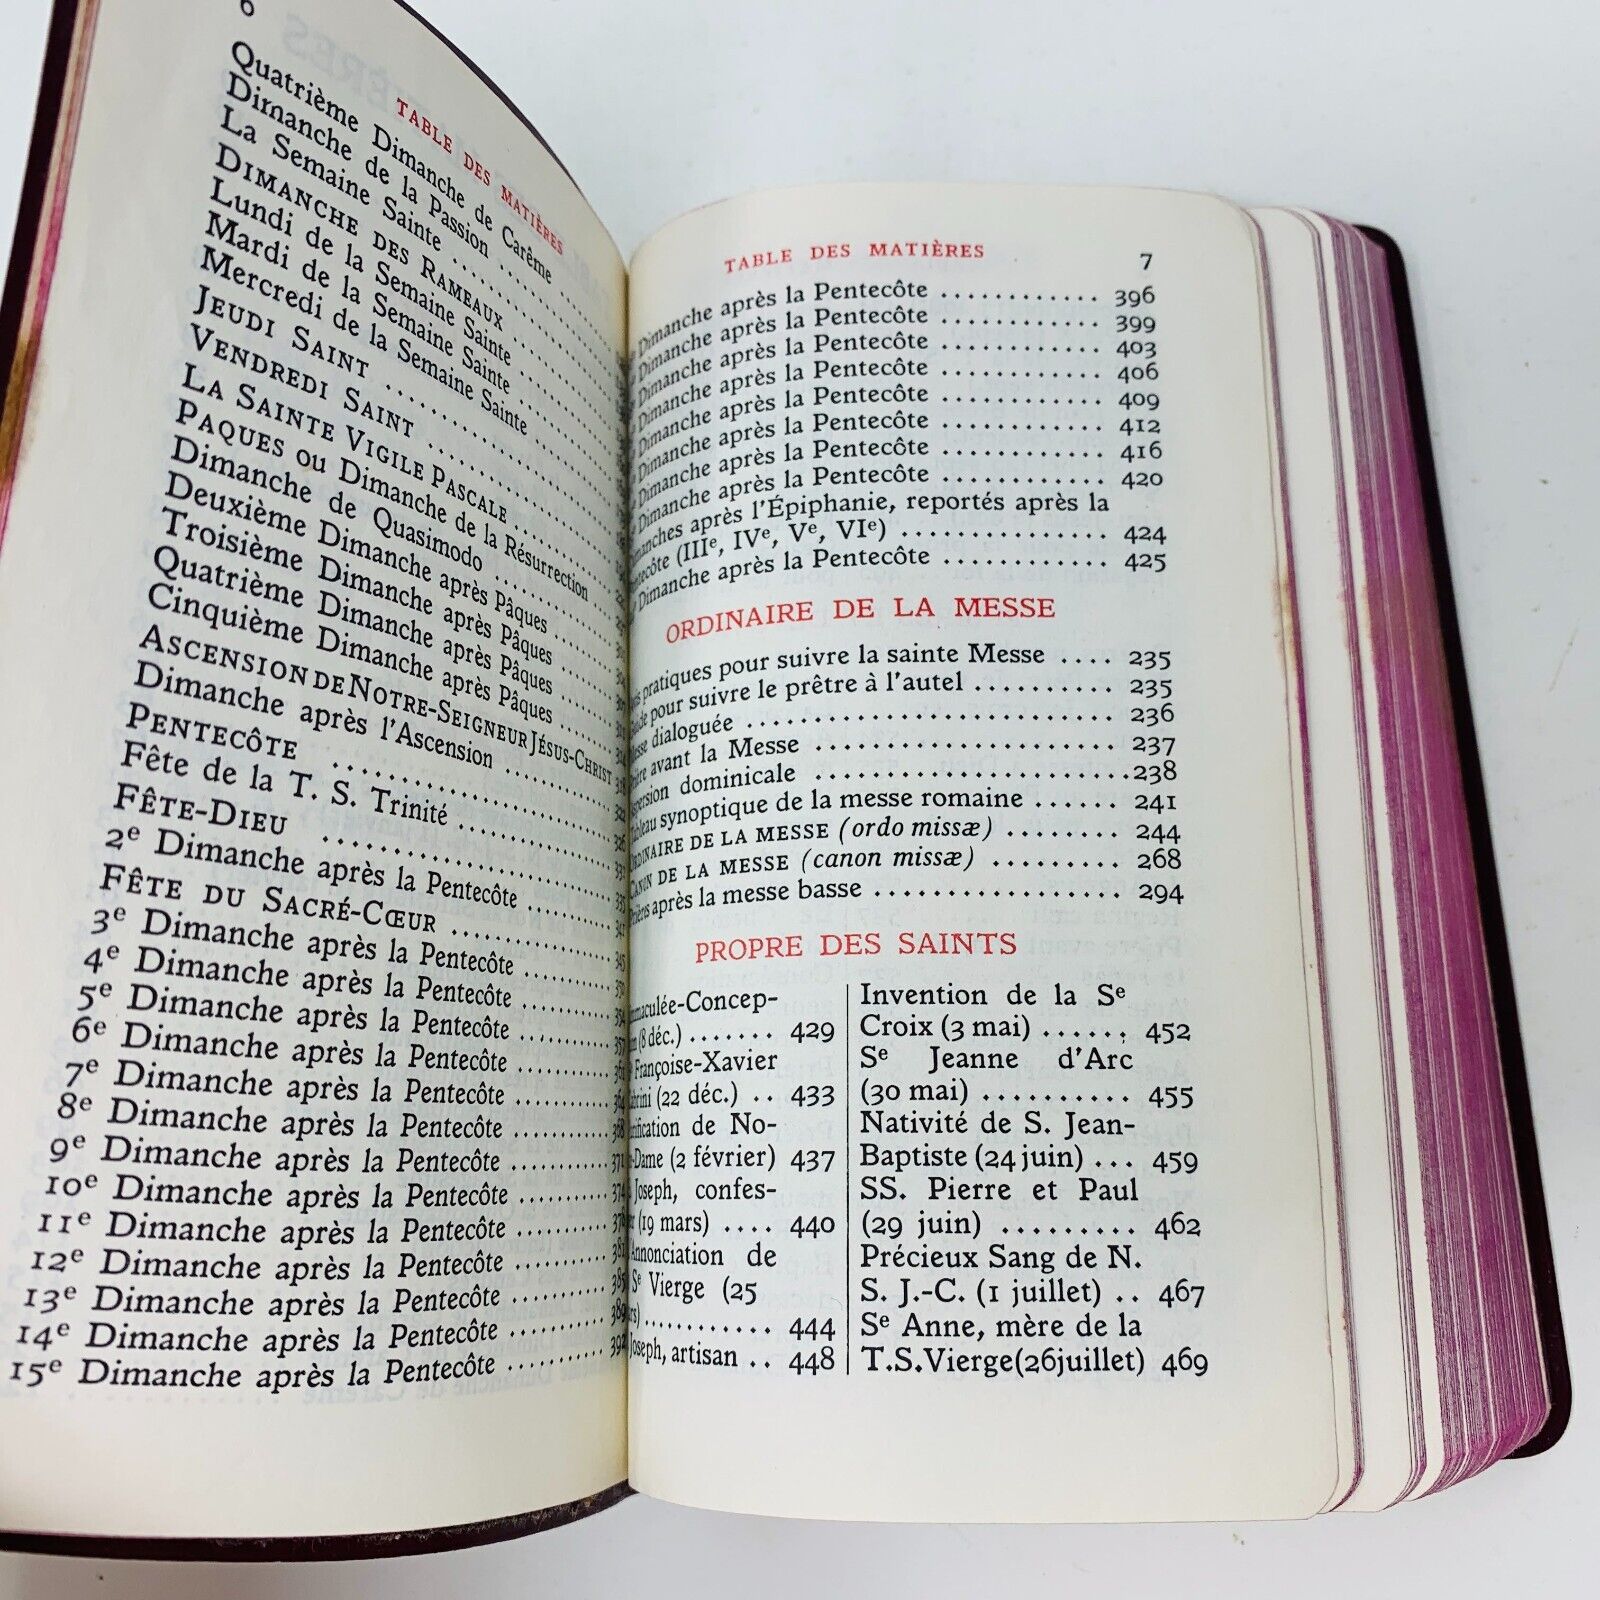 6
TABLE DES MATIÈRES
Quatrième Dimanche de Carême ........
Dimanche de la Passion ........
La Semaine Sainte ........
DIMANCHE DES RAMEAUX ........
Lundi de la Semaine Sainte ........
Mardi de la Semaine Sainte ........
Mercredi de la Semaine Sainte ........
JEUDI SAINT ........
VENDREDI SAINT ........
LA SAINTE VIGILE PASCALE ........
PAQUES ou Dimanche de la Résurrection ....
Dimanche de Quasimodo ........
Deuxième Dimanche après Pâques ........
Troisième Dimanche après Pâques ........
Quatrième Dimanche après Pâques ........
Cinquième Dimanche après Pâques ........
ASCENSION DE NOTRE-SEIGNEUR JÉSUS-CHRIST 318
Dimanche après l'Ascension ........ 322
PENTECÔTE ........ 326
Fête de la T. S. Trinité ........
FÊTE-DIEU ........
2e Dimanche après la Pentecôte ........
FÊTE DU SACRÉ-CŒUR ........ 345
3e Dimanche après la Pentecôte ........
4e Dimanche après la Pentecôte ........ 354
5e Dimanche après la Pentecôte ........ 357
6e Dimanche après la Pentecôte ........
7e Dimanche après la Pentecôte ........ 364
8e Dimanche après la Pentecôte ........ 368
9e Dimanche après la Pentecôte ........ 371
10e Dimanche après la Pentecôte ........ 374
11e Dimanche après la Pentecôte ........
12e Dimanche après la Pentecôte ........
13e Dimanche après la Pentecôte ........ 385
14e Dimanche après la Pentecôte ........ 389
15e Dimanche après la Pentecôte ........ 392
TABLE DES MATIÈRES 7
Dimanche après la Pentecôte ............ 396
Dimanche après la Pentecôte ............ 399
Dimanche après la Pentecôte ............ 403
Dimanche après la Pentecôte ............ 406
Dimanche après la Pentecôte ............ 409
Dimanche après la Pentecôte ............ 412
Dimanche après la Pentecôte ............ 416
Dimanche après la Pentecôte ............ 420
après l'Épiphanie, reportés après la
(IIIe, IVe, Ve, VIe) ............... 424
Dimanche après la Pentecôte ............ 425
ORDINAIRE DE LA MESSE
pratiques pour suivre la sainte Messe .... 235
pour suivre le prêtre à l'autel .......... 235
dialoguée ........................ 236
avant la Messe .................. 237
dominicale .................. 238
synoptique de la messe romaine ...... 241
DE LA MESSE (ordo missæ) ........ 244
CANON DE LA MESSE (canon missæ) ......... 268
après la messe basse ................ 294
PROPRE DES SAINTS
Concep-
(8 déc.) ....... 429
Françoise-Xavier
(22 déc.) .. 433
de No-
Dame (2 février) 437
Joseph, confes-
(19 mars) .... 440
Annonciation de
Se Vierge (25
............ 444
Joseph, artisan .. 448
Invention de la Se
Croix (3 mai) ...... 452
Se Jeanne d'Arc
(30 mai) .......... 455
Nativité de S. Jean-
Baptiste (24 juin) ... 459
SS. Pierre et Paul
(29 juin) ......... 462
Précieux Sang de N.
S. J.-C. (1 juillet) .. 467
Se Anne, mère de la
T.S.Vierge(26juillet) 469